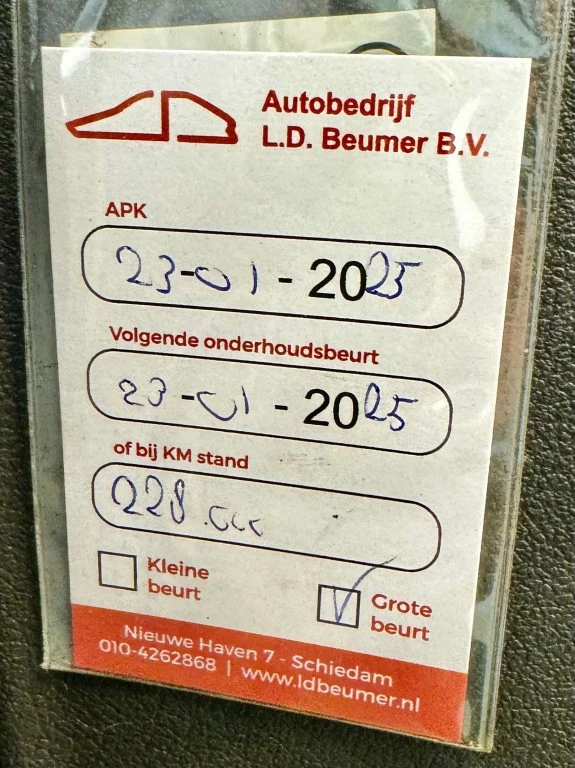 Autobedrijf
L.D. Beumer B.V.
APK
23-01-2025
Volgende onderhoudsbeurt
23-01-2025
of bij KM stand
228.000
Kleine
beurt
Grote
beurt
Nieuwe Haven 7 - Schiedam
010-4262868 | www.ldbeumer.nl